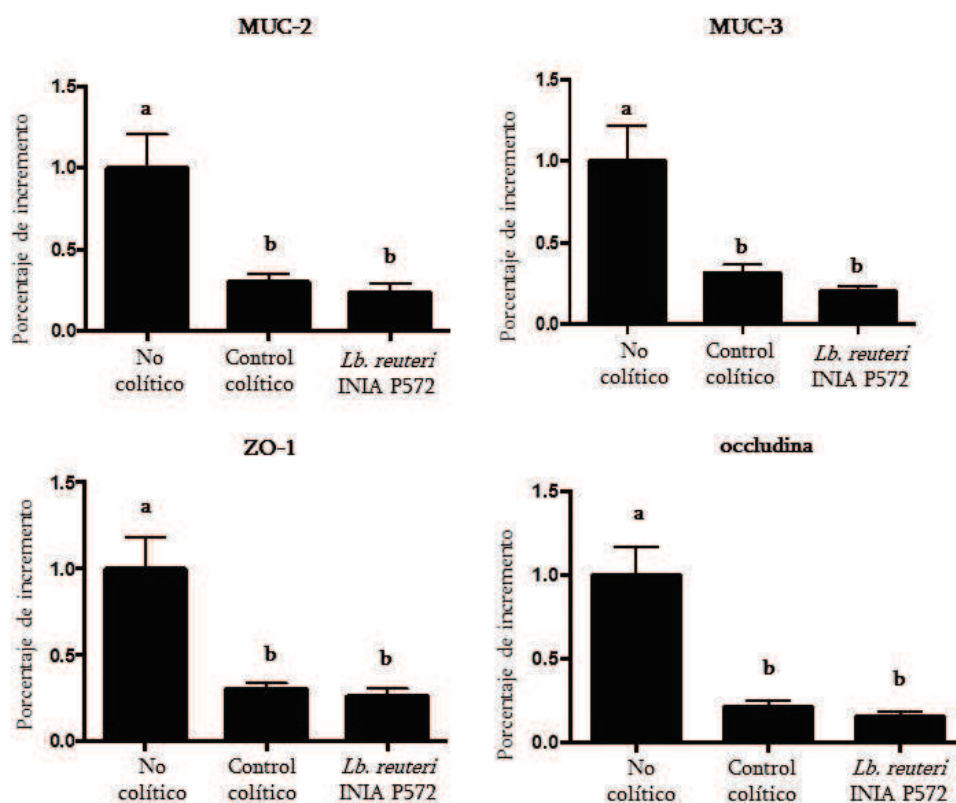 MUC-2
Porcentaje de incremento
1.5
1.0
0.5
0.0
a
b
b
No
colítico
Control
colítico
Lb. reuteri
INIA P572
MUC-3
Porcentaje de incremento
1.5
1.0
0.5
0.0
a
b
b
No
colítico
Control
colítico
Lb. reuteri
INIA P572
ZO-1
Porcentaje de incremento
1.5
1.0
0.5
0.0
a
b
b
No
colítico
Control
colítico
Lb. reuteri
INIA P572
occludina
Porcentaje de incremento
1.5
1.0
0.5
0.0
a
b
b
No
colítico
Control
colítico
Lb. reuteri
INIA P572